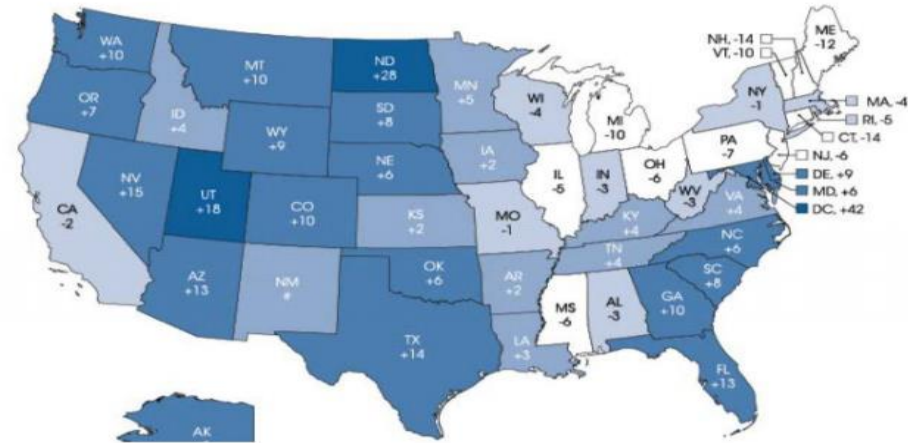 WA
+10
OR
+7
CA
-2
ID
+4
NV
+15
MT
+10
WY
+9
UT
+18
AZ
+13
CO
+10
NM
#
ND
+28
SD
+8
NE
+6
KS
+2
OK
+6
TX
+14
MN
+5
IA
+2
MO
-1
AR
+2
LA
+3
WI
-4
IL
-5
MS
-6
MI
-10
IN
-3
KY
+4
TN
+4
AL
-3
OH
-6
WV
-3
GA
+10
FL
+13
SC
+8
NC
+6
VA
+4
PA
-7
NY
-1
NH, -14
VT, -10
ME
-12
MA, -4
RI, -5
CT, -14
NJ, -6
DE, +9
MD, +6
DC, +42
AK